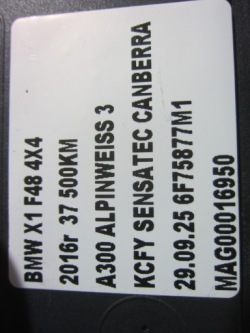 BMW X1 F48 4X4
2016r 37 500KM
A300 ALPINWEISS 3
KCFY SENSATEC CANBERRA
29.09.25 6F75877M1
MAG00016950